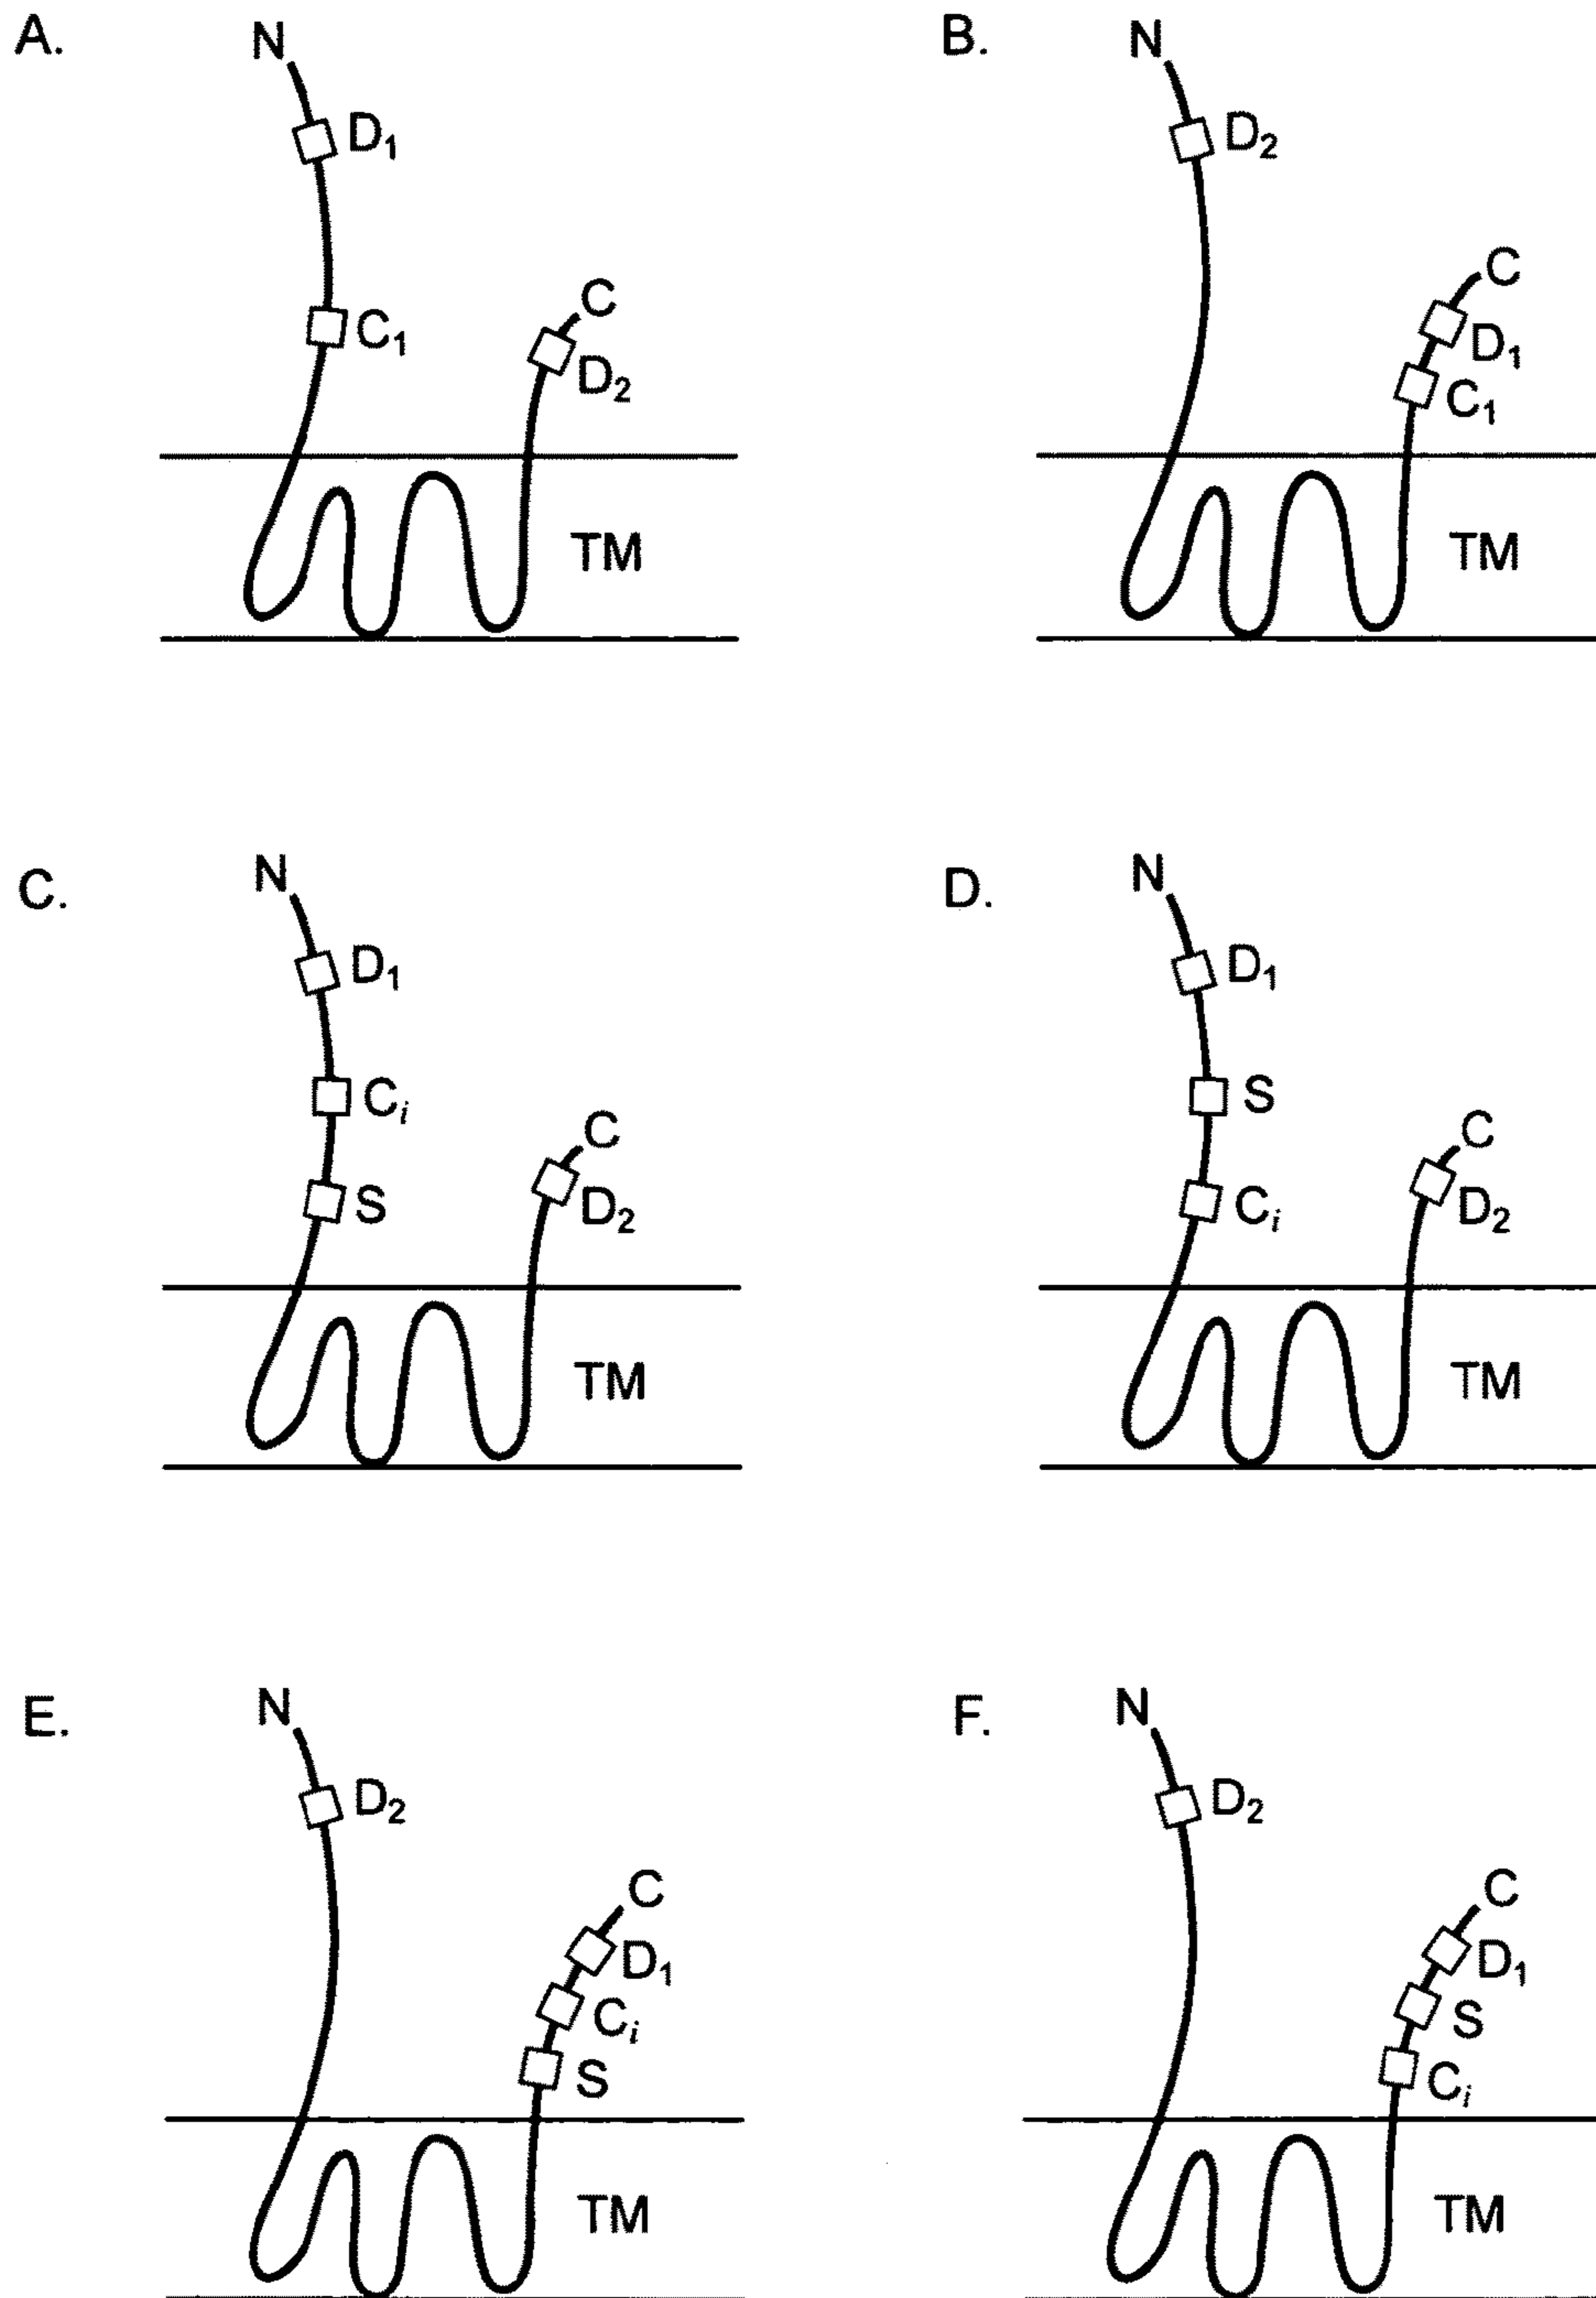 A.
N
D₁
C₁
C
D₂
TM
B.
N
D₂
C
D₁
C₁
TM
C.
N
D₁
Cᵢ
S
C
D₂
TM
D.
N
D₁
S
Cᵢ
C
D₂
TM
E.
N
D₂
C
D₁
Cᵢ
S
TM
F.
N
D₂
C
D₁
S
Cᵢ
TM